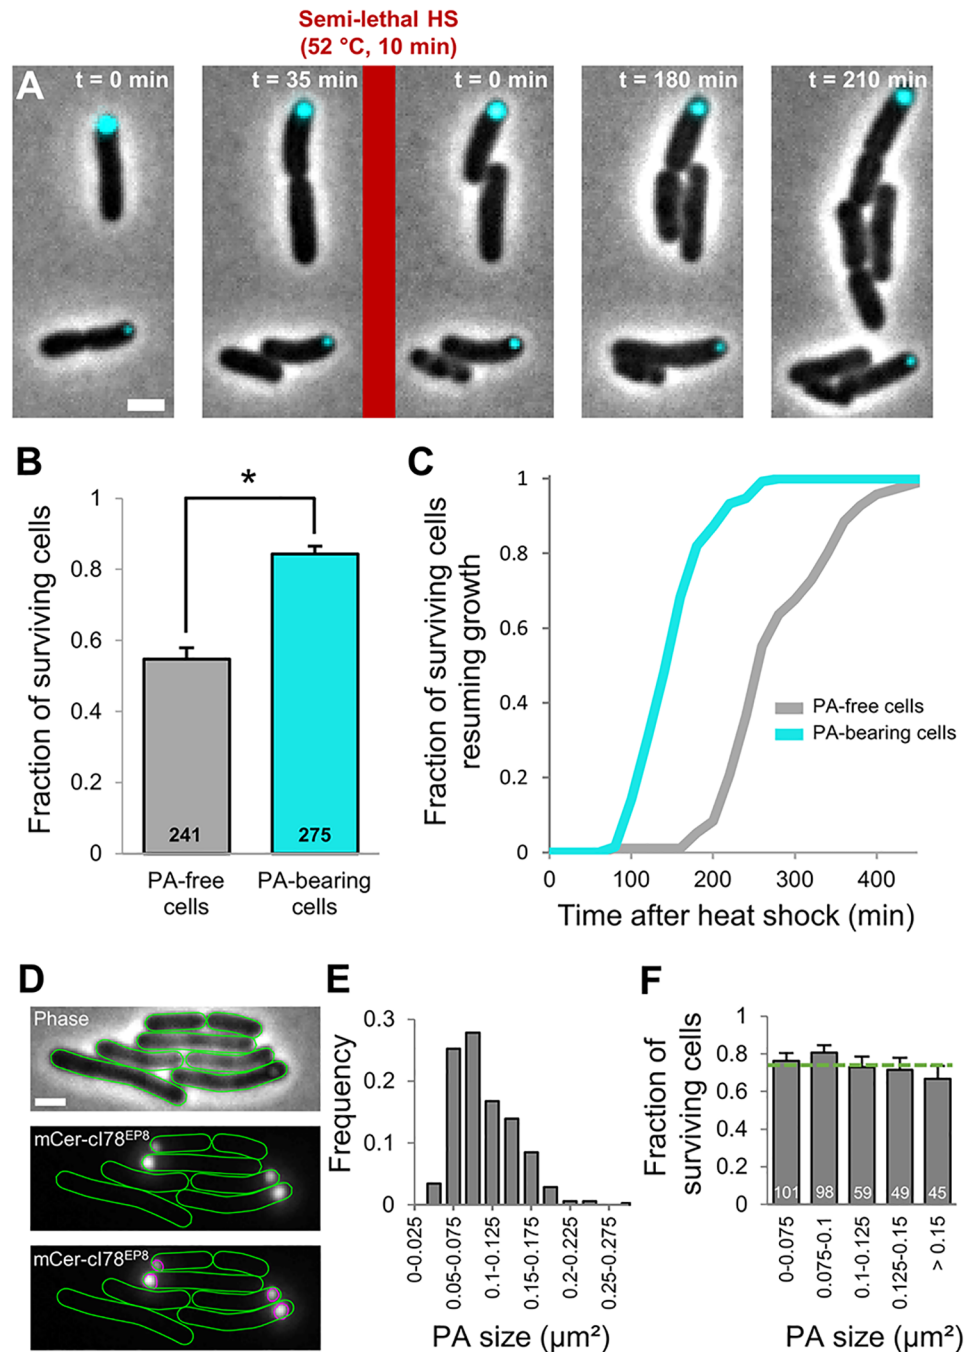 Semi-lethal HS
(52 °C, 10 min)
A
t = 0 min
t = 35 min
t = 0 min
t = 180 min
t = 210 min
B
*
Fraction of surviving cells
1
0.8
0.6
0.4
0.2
0
241
275
PA-free
cells
PA-bearing
cells
C
Fraction of surviving cells
resuming growth
1
0.8
0.6
0.4
0.2
0
PA-free cells
PA-bearing cells
0 100 200 300 400
Time after heat shock (min)
D
Phase
mCer-cI78EP8
mCer-cI78EP8
E
Frequency
0.3
0.2
0.1
0
0-0.025
0.05-0.075
0.1-0.125
0.15-0.175
0.2-0.225
0.25-0.275
PA size (µm²)
F
Fraction of
surviving cells
1
0.8
0.6
0.4
0.2
0
101 98 59 49 45
0-0.075
0.075-0.1
0.1-0.125
0.125-0.15
> 0.15
PA size (µm²)